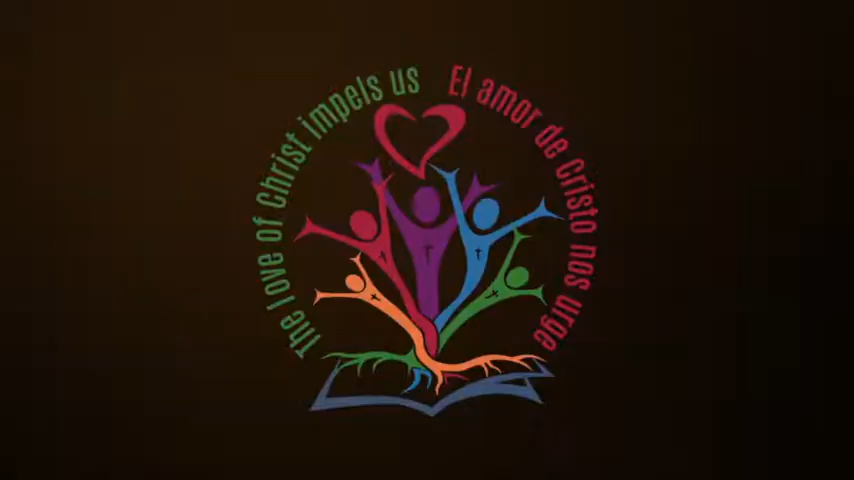 The love of Christ impels us
El amor de Cristo nos urge